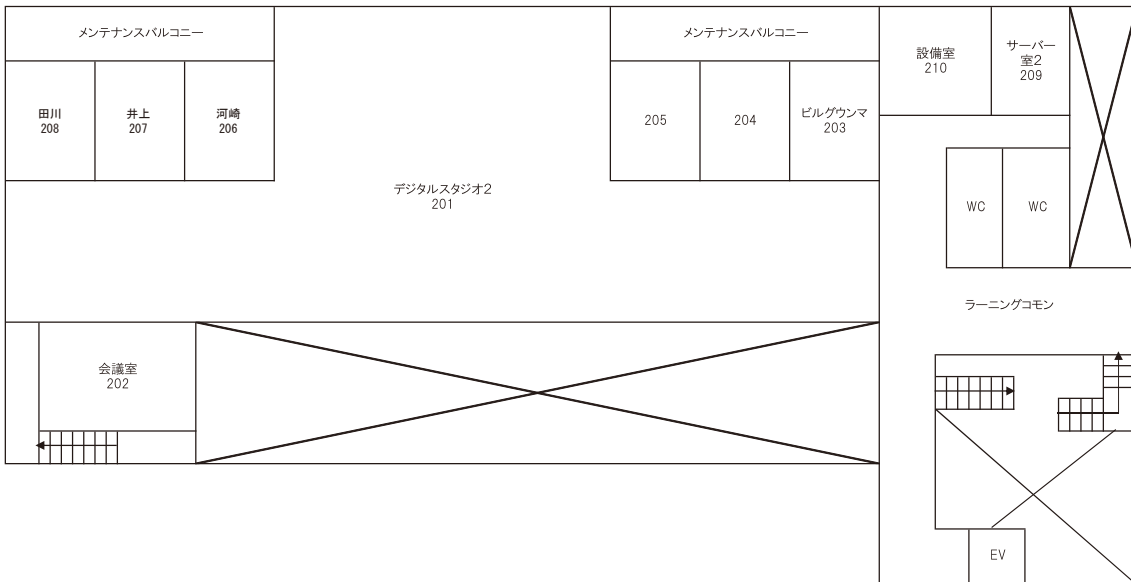 メンテナンスバルコニー
メンテナンスバルコニー
設備室
210
サーバー
室2
209
田川
208
井上
207
河崎
206
205
204
ビルグウンマ
203
デジタルスタジオ2
201
WC
WC
ラーニングコモン
会議室
202
EV